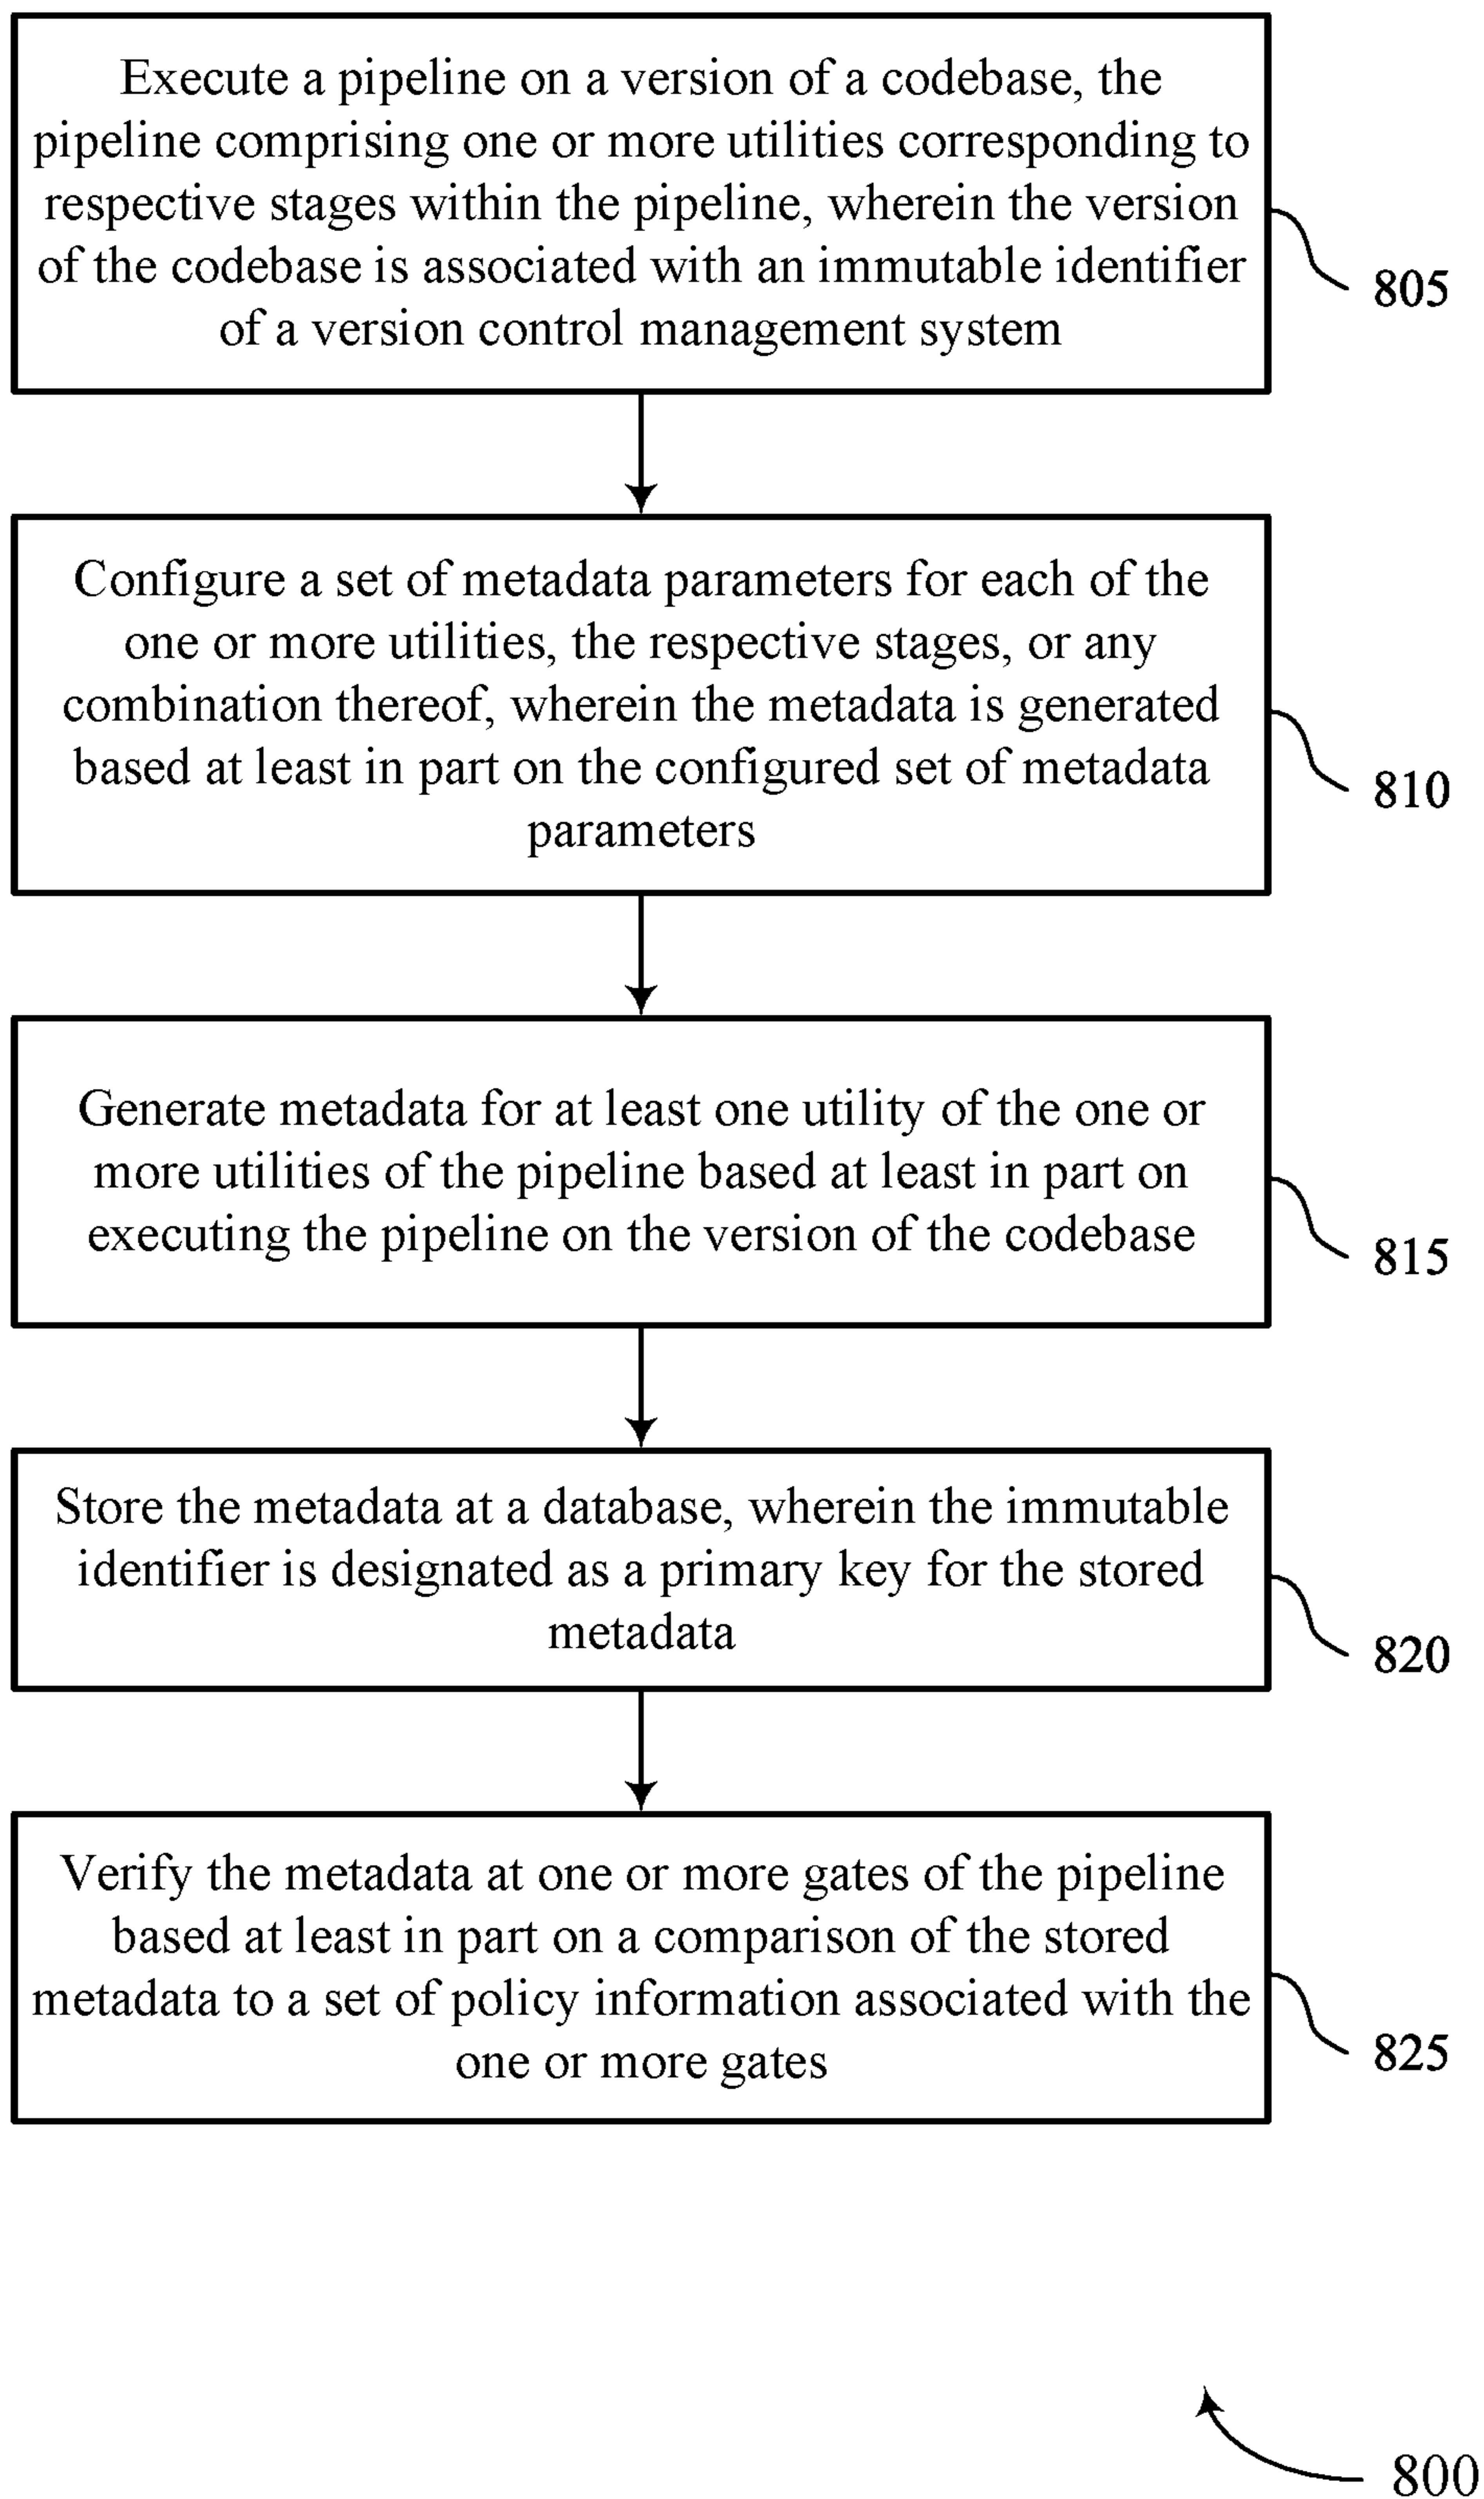 Execute a pipeline on a version of a codebase, the
pipeline comprising one or more utilities corresponding to
respective stages within the pipeline, wherein the version
of the codebase is associated with an immutable identifier
of a version control management system
805
Configure a set of metadata parameters for each of the
one or more utilities, the respective stages, or any
combination thereof, wherein the metadata is generated
based at least in part on the configured set of metadata
parameters
810
Generate metadata for at least one utility of the one or
more utilities of the pipeline based at least in part on
executing the pipeline on the version of the codebase
815
Store the metadata at a database, wherein the immutable
identifier is designated as a primary key for the stored
metadata
820
Verify the metadata at one or more gates of the pipeline
based at least in part on a comparison of the stored
metadata to a set of policy information associated with the
one or more gates
825
800